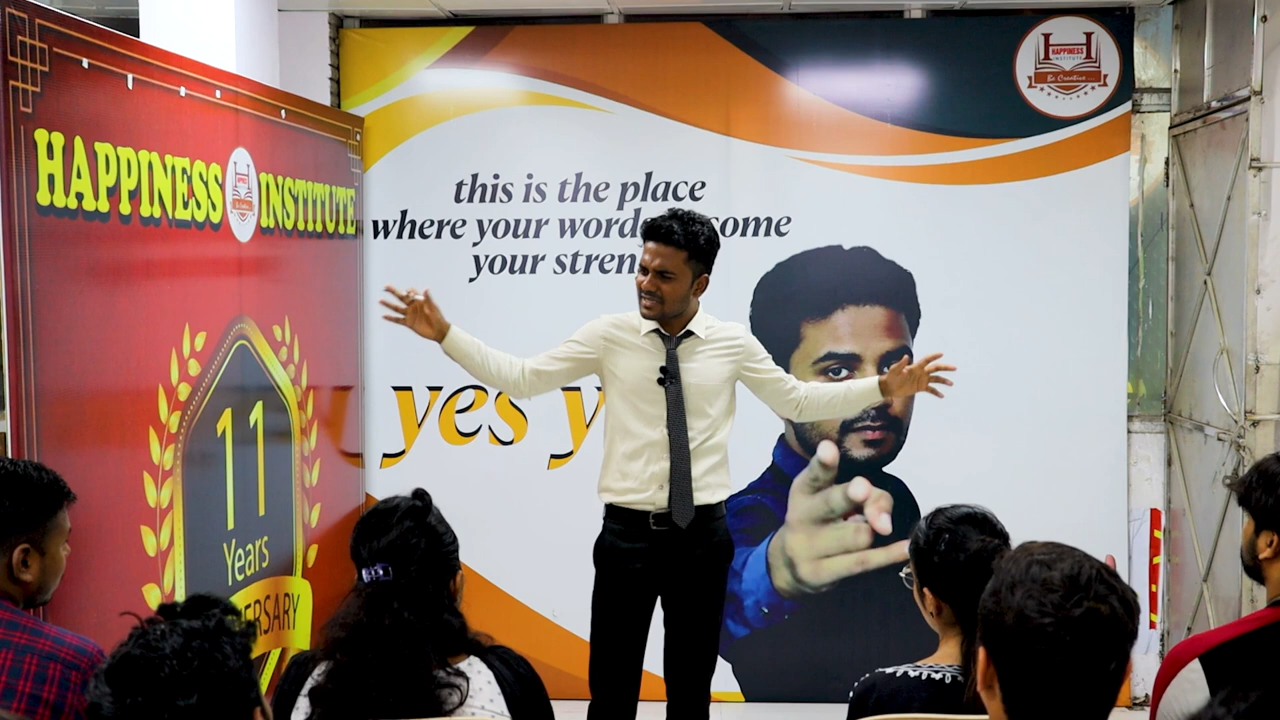 HAPPINESS INSTITUTE
11
Years
ERSARY
this is the place
where your word ome
your stren
yes y
HAPPINESS
INSTITUTE
Be Creative ...